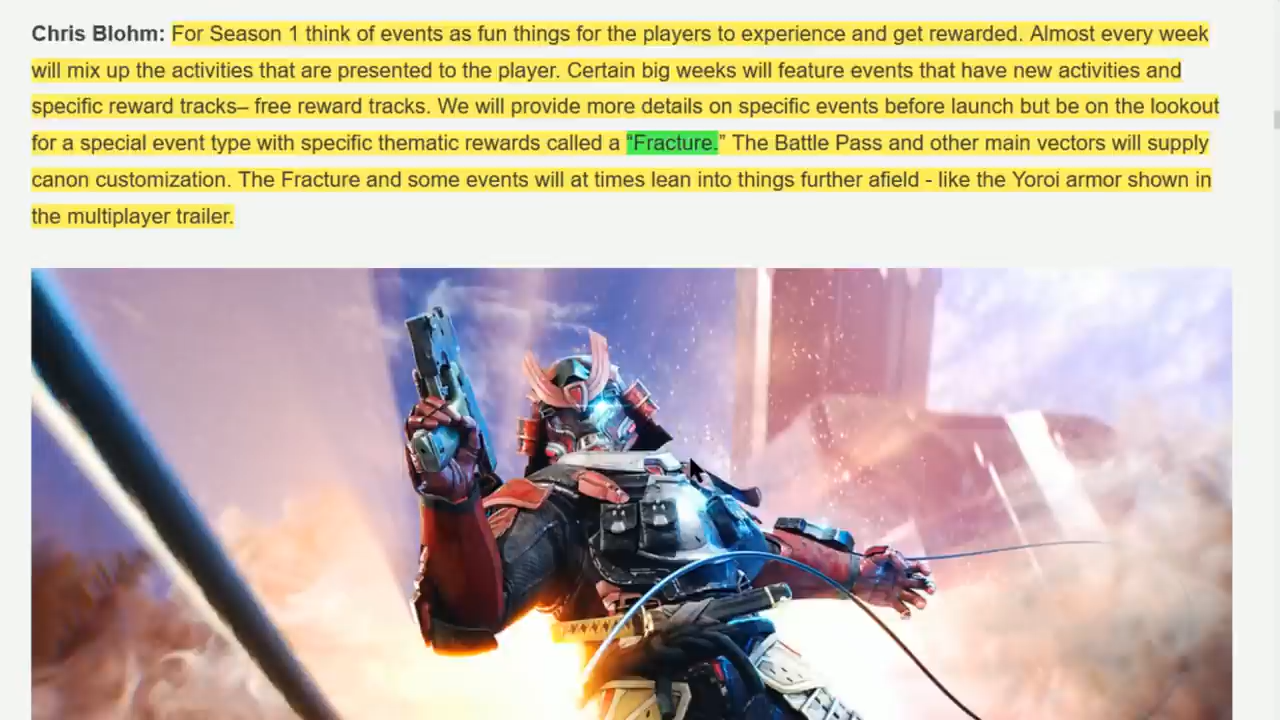 Chris Blohm: For Season 1 think of events as fun things for the players to experience and get rewarded. Almost every week
will mix up the activities that are presented to the player. Certain big weeks will feature events that have new activities and
specific reward tracks– free reward tracks. We will provide more details on specific events before launch but be on the lookout
for a special event type with specific thematic rewards called a “Fracture.” The Battle Pass and other main vectors will supply
canon customization. The Fracture and some events will at times lean into things further afield - like the Yoroi armor shown in
the multiplayer trailer.